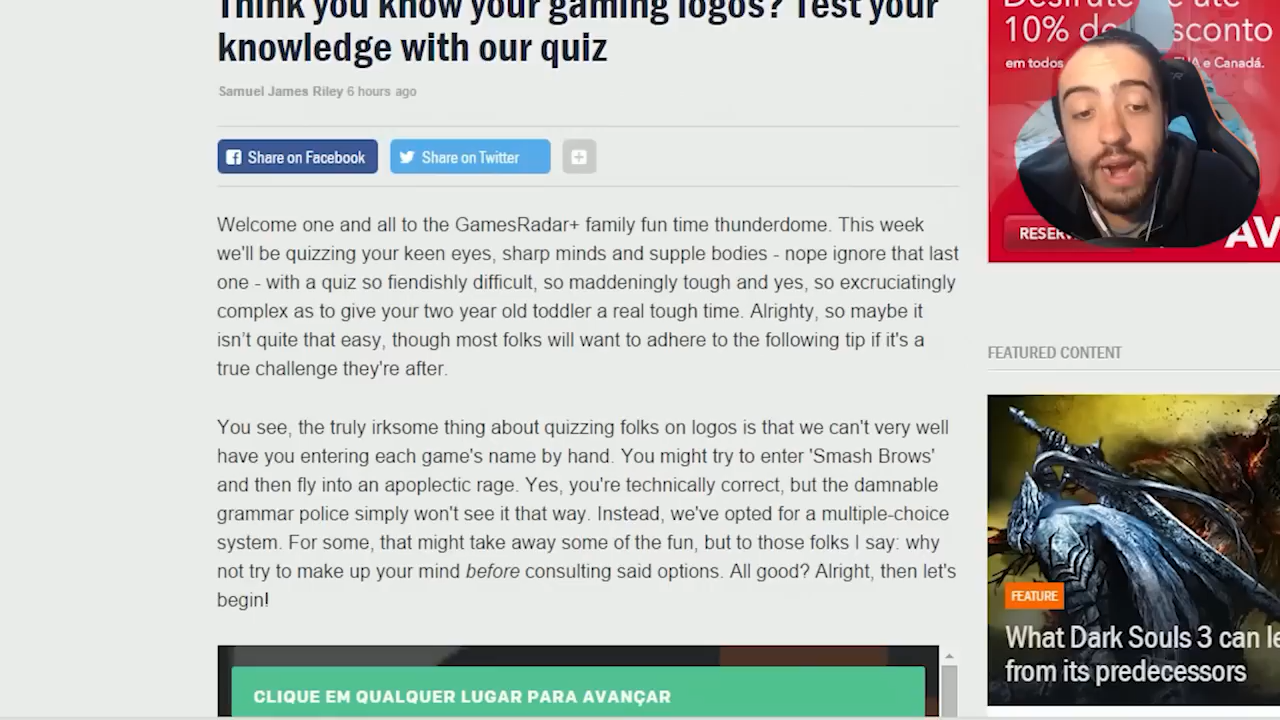 Think you know your gaming logos? Test your
knowledge with our quiz
Samuel James Riley 6 hours ago
Share on Facebook
Share on Twitter
Welcome one and all to the GamesRadar+ family fun time thunderdome. This week
we'll be quizzing your keen eyes, sharp minds and supple bodies - nope ignore that last
one - with a quiz so fiendishly difficult, so maddeningly tough and yes, so excruciatingly
complex as to give your two year old toddler a real tough time. Alrighty, so maybe it
isn't quite that easy, though most folks will want to adhere to the following tip if it's a
true challenge they're after.
You see, the truly irksome thing about quizzing folks on logos is that we can't very well
have you entering each game's name by hand. You might try to enter 'Smash Brows'
and then fly into an apoplectic rage. Yes, you're technically correct, but the damnable
grammar police simply won't see it that way. Instead, we've opted for a multiple-choice
system. For some, that might take away some of the fun, but to those folks I say: why
not try to make up your mind before consulting said options. All good? Alright, then let's
begin!
CLIQUE EM QUALQUER LUGAR PARA AVANÇAR
10%
em todos
e Canadá.
AV
FEATURED CONTENT
FEATURE
What Dark Souls 3 can le
from its predecessors